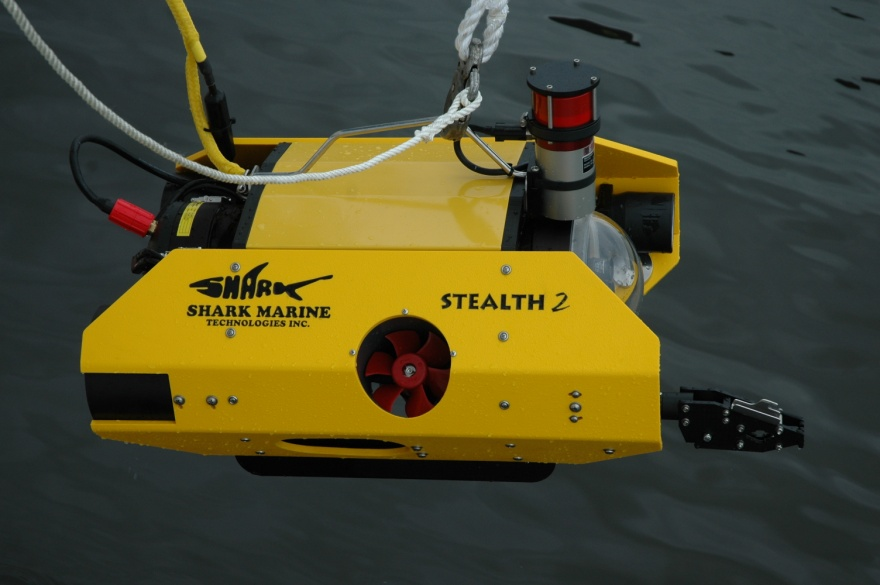 SHARK
SHARK MARINE
TECHNOLOGIES INC.
STEALTH 2